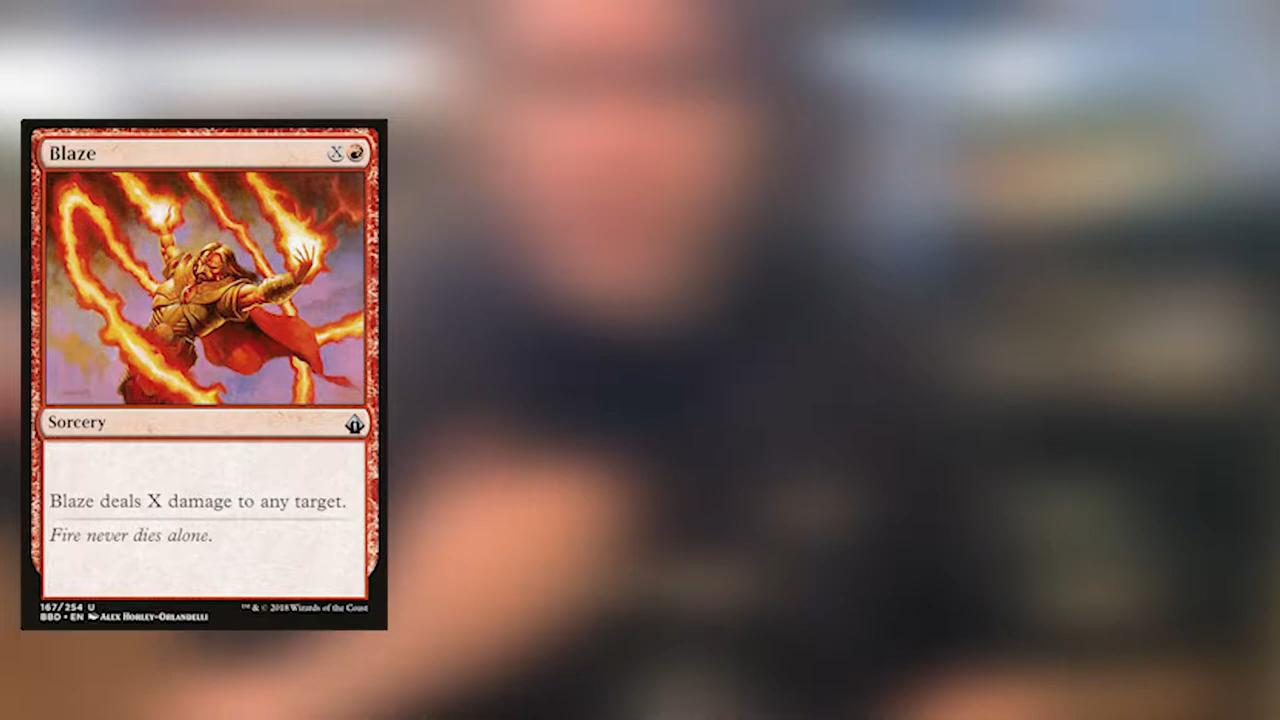 Blaze X
Sorcery
Blaze deals X damage to any target.
Fire never dies alone.
167/254 U ™ & © 2018 Wizards of the Coast
BBD • EN ALEX HORLEY-ORLANDELLI